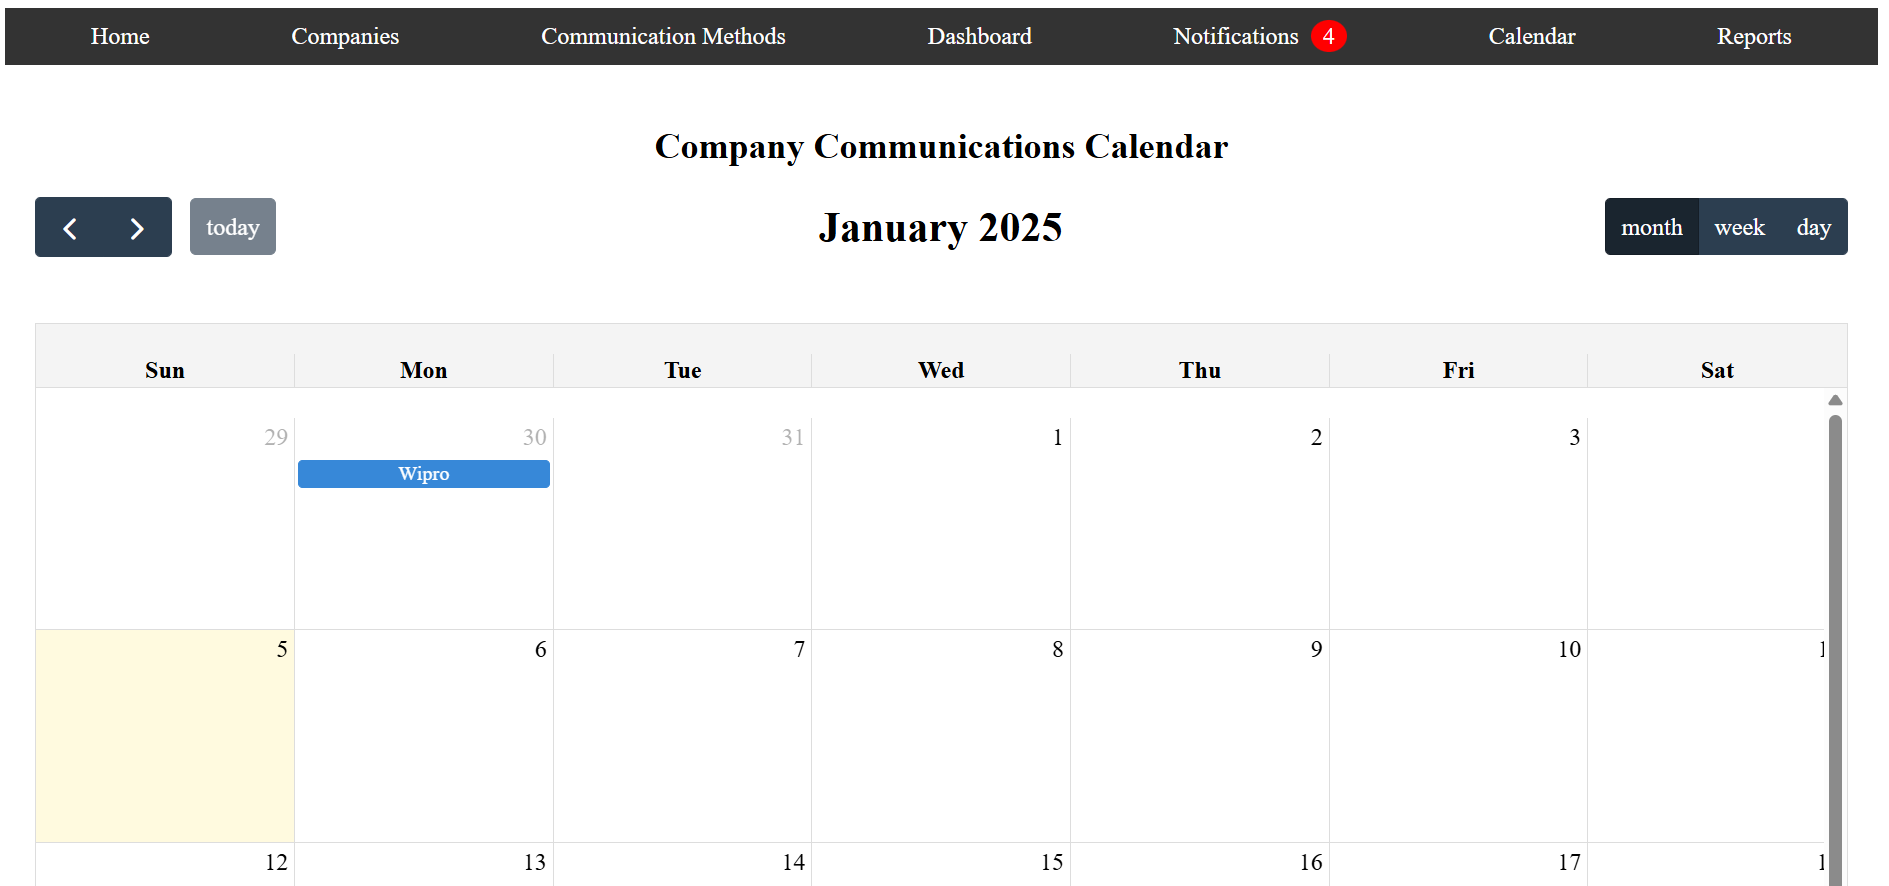 Home Companies Communication Methods Dashboard Notifications 4 Calendar Reports
Company Communications Calendar
today January 2025 month week day
Sun Mon Tue Wed Thu Fri Sat
29 30 31 1 2 3
Wipro
5 6 7 8 9 10
12 13 14 15 16 17